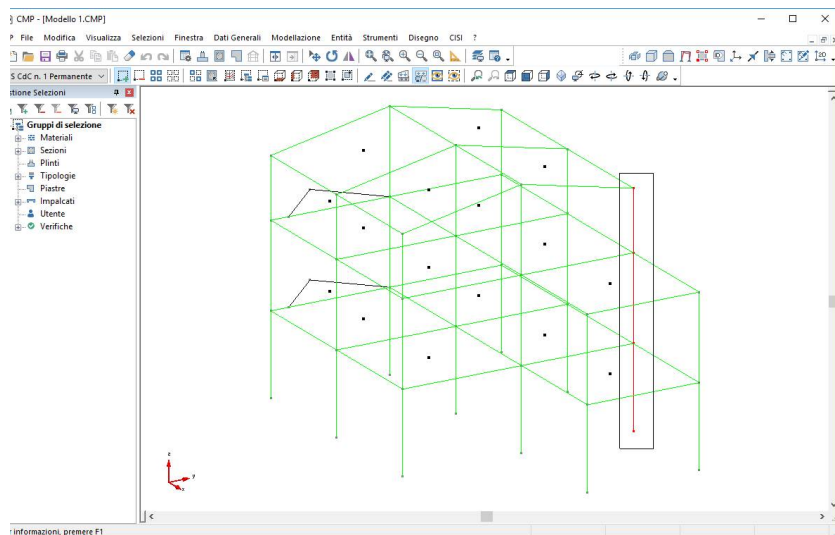 CMP - [Modello 1.CMP]
File Modifica Visualizza Selezioni Finestra Dati Generali Modellazione Entità Strumenti Disegno CISI ?
S CdC n. 1 Permanente
stione Selezioni
Gruppi di selezione
Materiali
Sezioni
Plinti
Tipologie
Piastre
Impalcati
Utente
Verifiche
z
y
x
r informazioni, premere F1